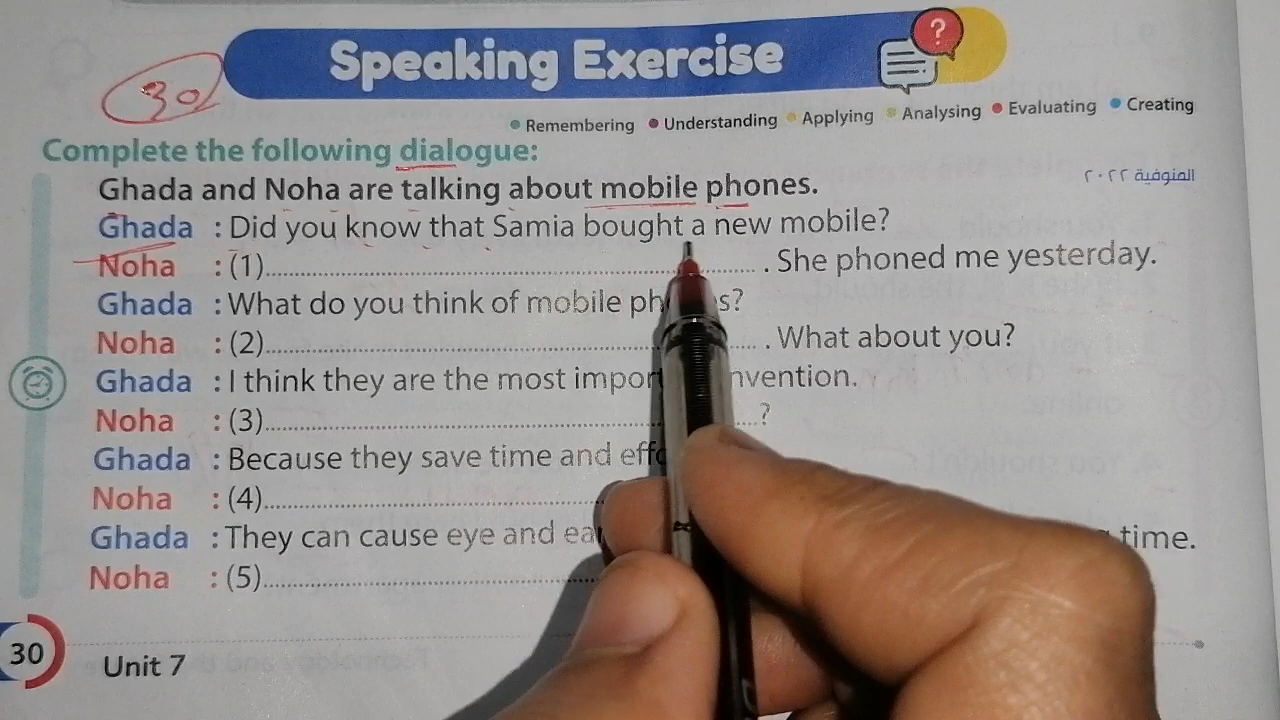 30
Speaking Exercise
?
Remembering Understanding Applying Analysing Evaluating Creating
Complete the following dialogue:
Ghada and Noha are talking about mobile phones. المنوفية ٢٠٢٢
Ghada : Did you know that Samia bought a new mobile?
Noha : (1)........ . She phoned me yesterday.
Ghada : What do you think of mobile ph s?
Noha : (2)........ . What about you?
Ghada : I think they are the most impor nvention.
Noha : (3)........?
Ghada : Because they save time and effo
Noha : (4)........
Ghada : They can cause eye and ea time.
Noha : (5)........
30 Unit 7